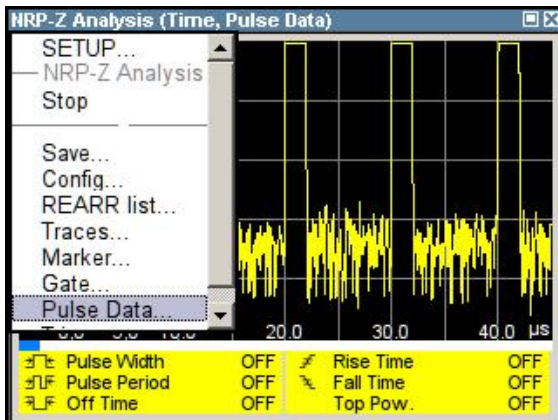 NRP-Z Analysis (Time, Pulse Data)
SETUP...
NRP-Z Analysis
Stop
Save...
Config...
REARR list...
Traces...
Marker...
Gate...
Pulse Data...
20.0 30.0 40.0 µs
Pulse Width OFF Rise Time OFF
Pulse Period OFF Fall Time OFF
Off Time OFF Top Pow. OFF